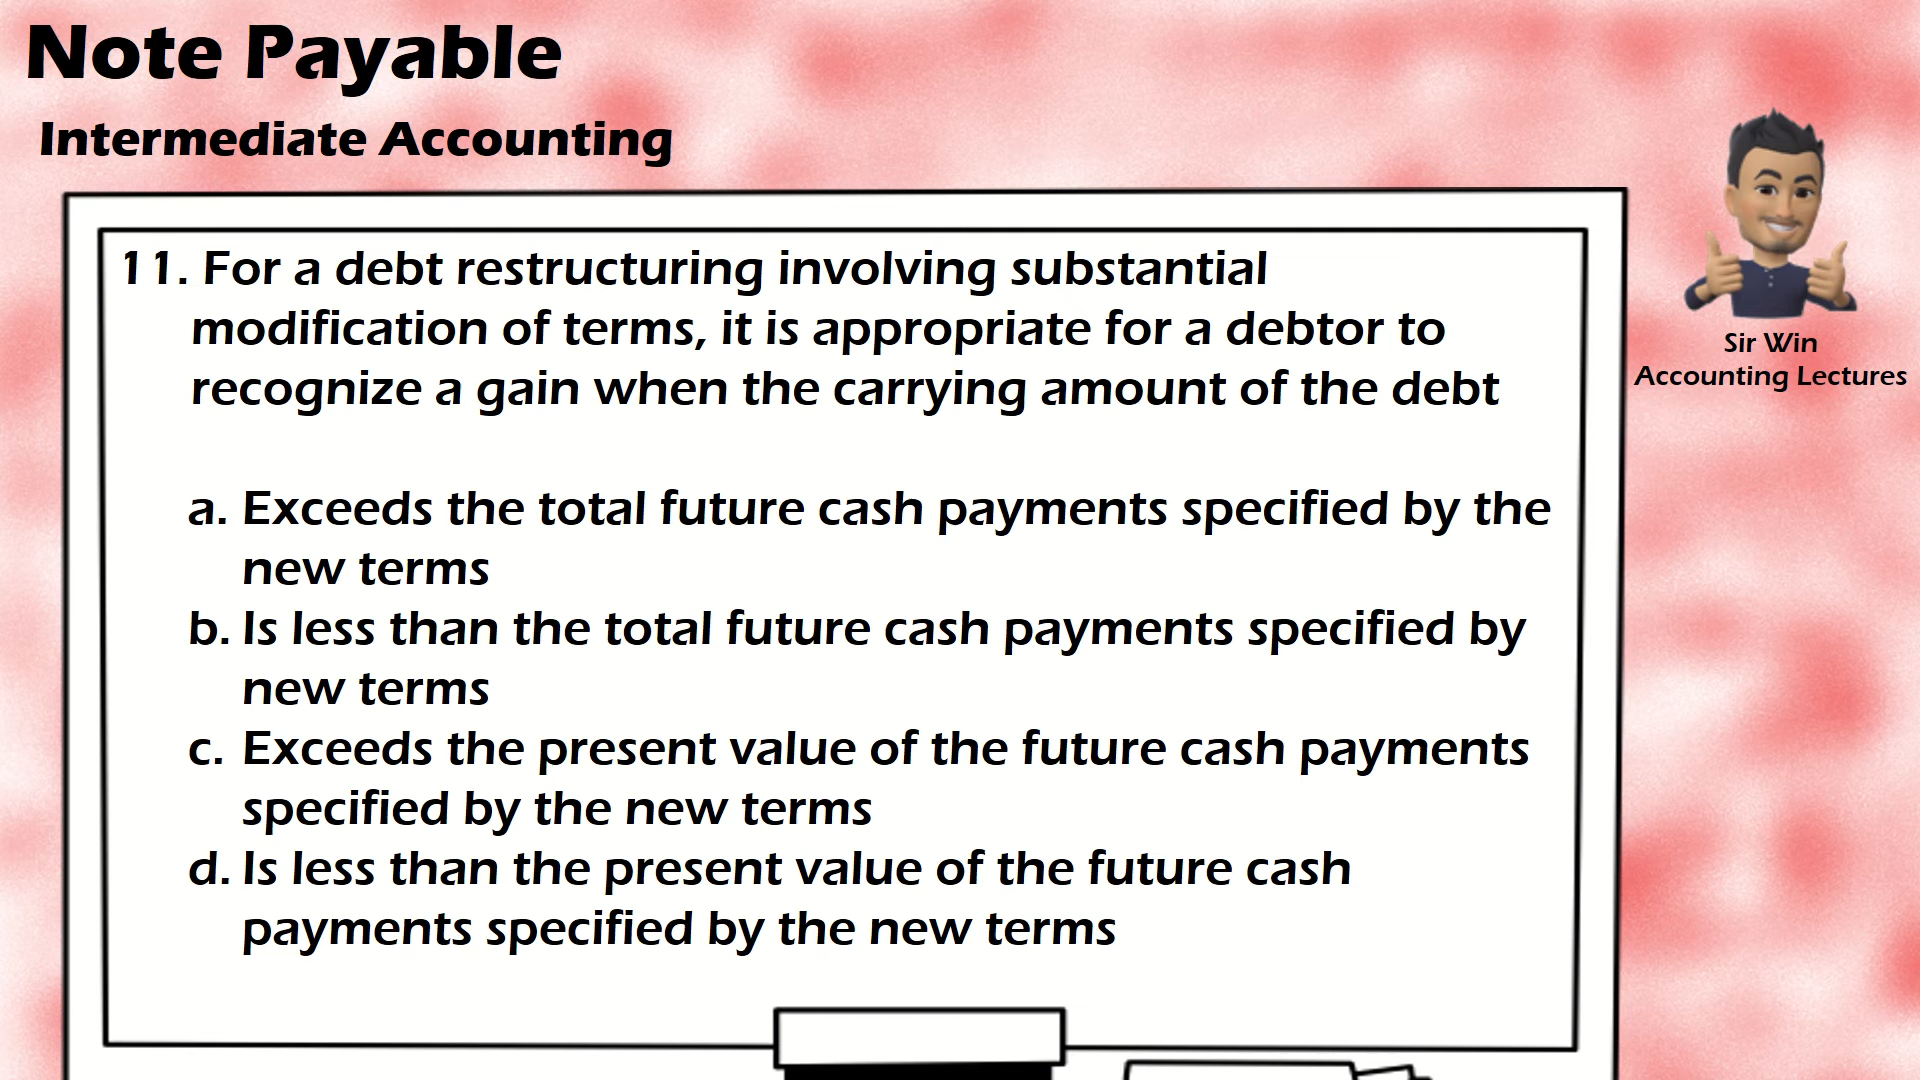 Note Payable
Intermediate Accounting
11. For a debt restructuring involving substantial
modification of terms, it is appropriate for a debtor to
recognize a gain when the carrying amount of the debt
a. Exceeds the total future cash payments specified by the
new terms
b. Is less than the total future cash payments specified by
new terms
c. Exceeds the present value of the future cash payments
specified by the new terms
d. Is less than the present value of the future cash
payments specified by the new terms
Sir Win
Accounting Lectures